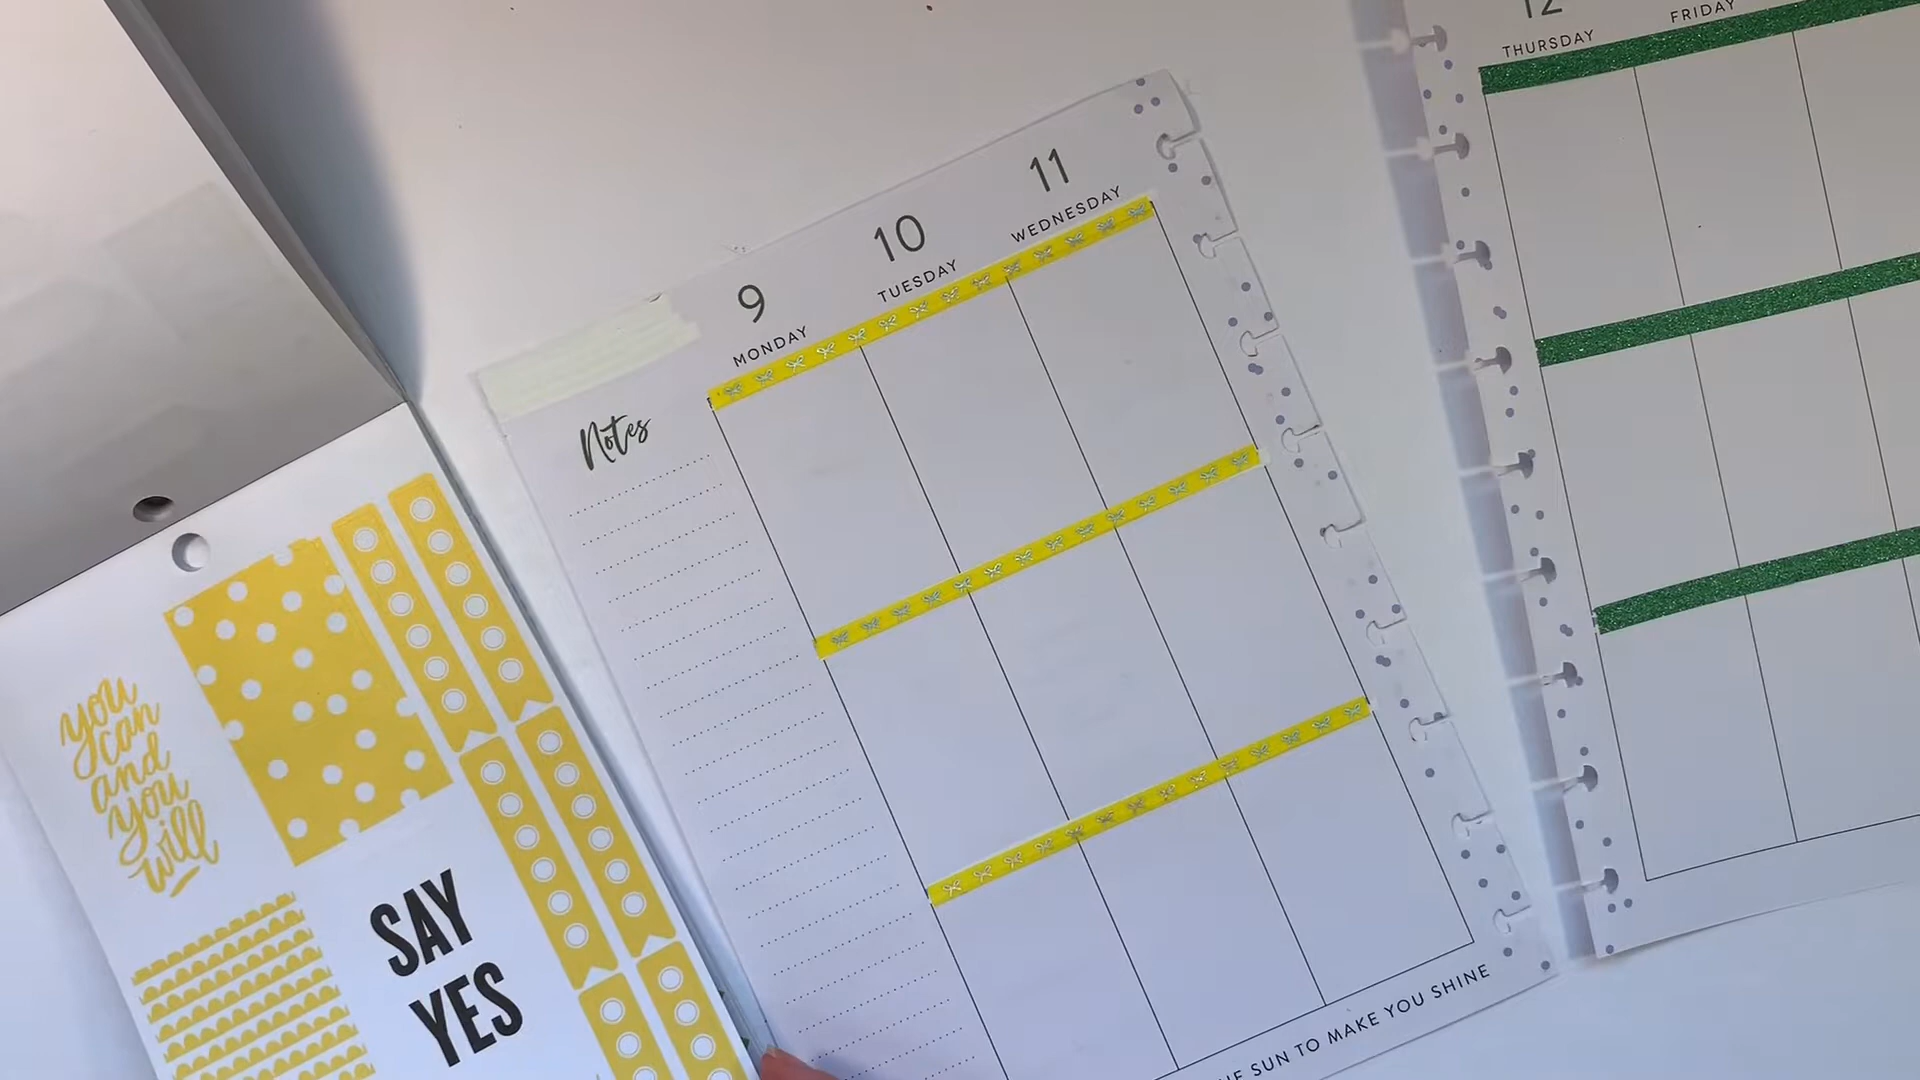 you
can
and
you
will
SAY
YES
Notes
9
MONDAY
10
TUESDAY
11
WEDNESDAY
SUN TO MAKE YOU SHINE
12
THURSDAY
FRIDAY